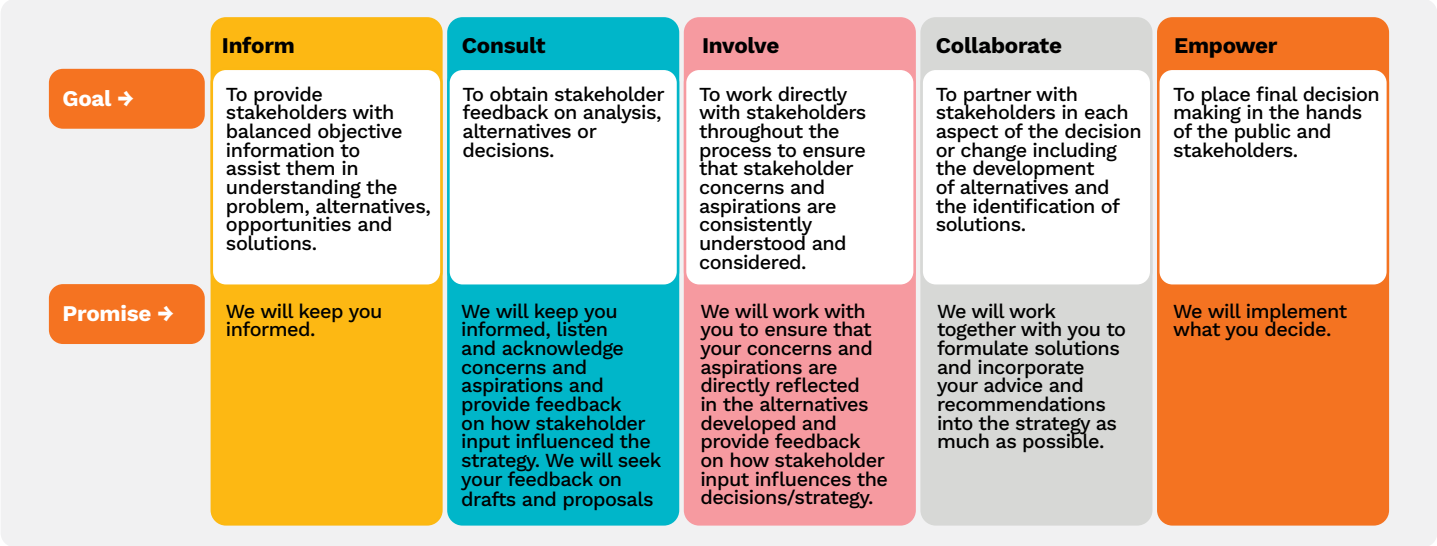 Inform
Consult
Involve
Collaborate
Empower
Goal →
To provide
stakeholders with
balanced objective
information to
assist them in
understanding the
problem, alternatives,
opportunities and
solutions.
To obtain stakeholder
feedback on analysis,
alternatives or
decisions.
To work directly
with stakeholders
throughout the
process to ensure
that stakeholder
concerns and
aspirations are
consistently
understood and
considered.
To partner with
stakeholders in each
aspect of the decision
or change including
the development
of alternatives and
the identification of
solutions.
To place final decision
making in the hands
of the public and
stakeholders.
Promise →
We will keep you
informed.
We will keep you
informed, listen
and acknowledge
concerns and
aspirations and
provide feedback
on how stakeholder
input influenced the
strategy. We will seek
your feedback on
drafts and proposals
We will work with
you to ensure that
your concerns and
aspirations are
directly reflected
in the alternatives
developed and
provide feedback
on how stakeholder
input influences the
decisions/strategy.
We will work
together with you to
formulate solutions
and incorporate
your advice and
recommendations
into the strategy as
much as possible.
We will implement
what you decide.